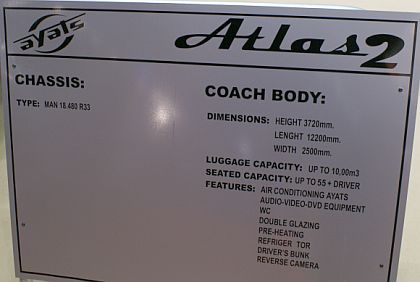 ayats
Atlas 2
CHASSIS:
TYPE: MAN 18.480 R33
COACH BODY:
DIMENSIONS: HEIGHT 3720mm.
LENGHT 12200mm.
WIDTH 2500mm.
LUGGAGE CAPACITY: UP TO 10,00m3
SEATED CAPACITY: UP TO 55 + DRIVER
FEATURES: AIR CONDITIONING AYATS
AUDIO-VIDEO-DVD EQUIPMENT
WC
DOUBLE GLAZING
PRE-HEATING
REFRIGER TOR
DRIVER'S BUNK
REVERSE CAMERA